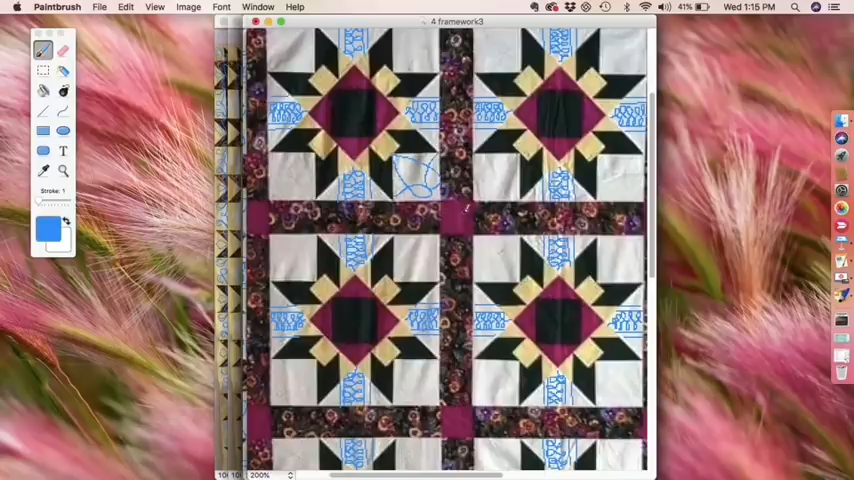 Paintbrush File Edit View Image Font Window Help
41% Wed 1:15 PM
4 framework3
T
Stroke: 1
200%